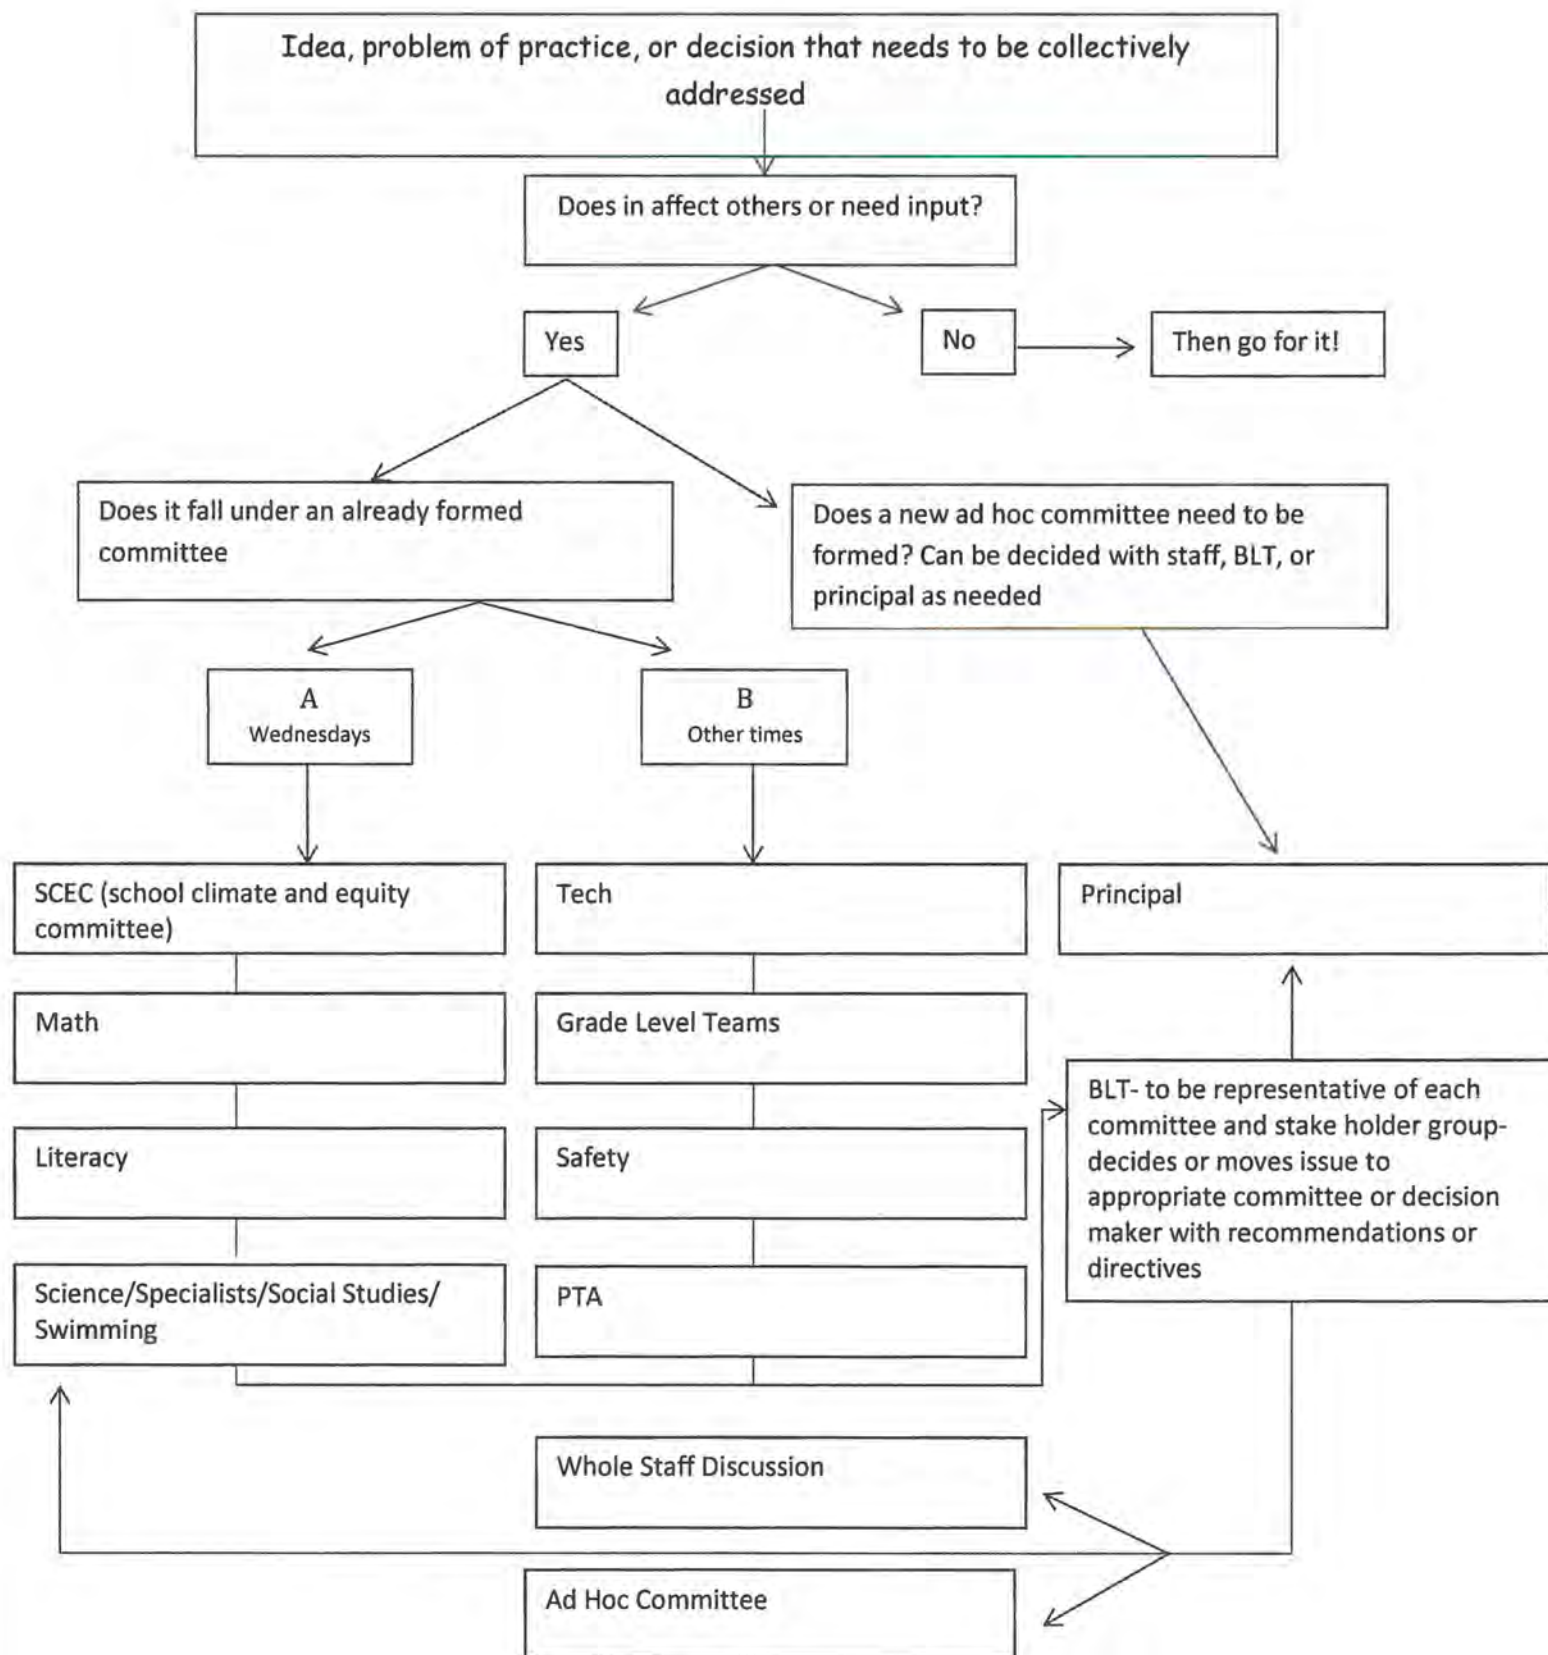 Idea, problem of practice, or decision that needs to be collectively
addressed
Does in affect others or need input?
Yes
No
Then go for it!
Does it fall under an already formed
committee
Does a new ad hoc committee need to be
formed? Can be decided with staff, BLT, or
principal as needed
A
Wednesdays
B
Other times
SCEC (school climate and equity
committee)
Tech
Principal
Math
Grade Level Teams
BLT- to be representative of each
committee and stake holder group-
decides or moves issue to
appropriate committee or decision
maker with recommendations or
directives
Literacy
Safety
Science/Specialists/Social Studies/
Swimming
PTA
Whole Staff Discussion
Ad Hoc Committee